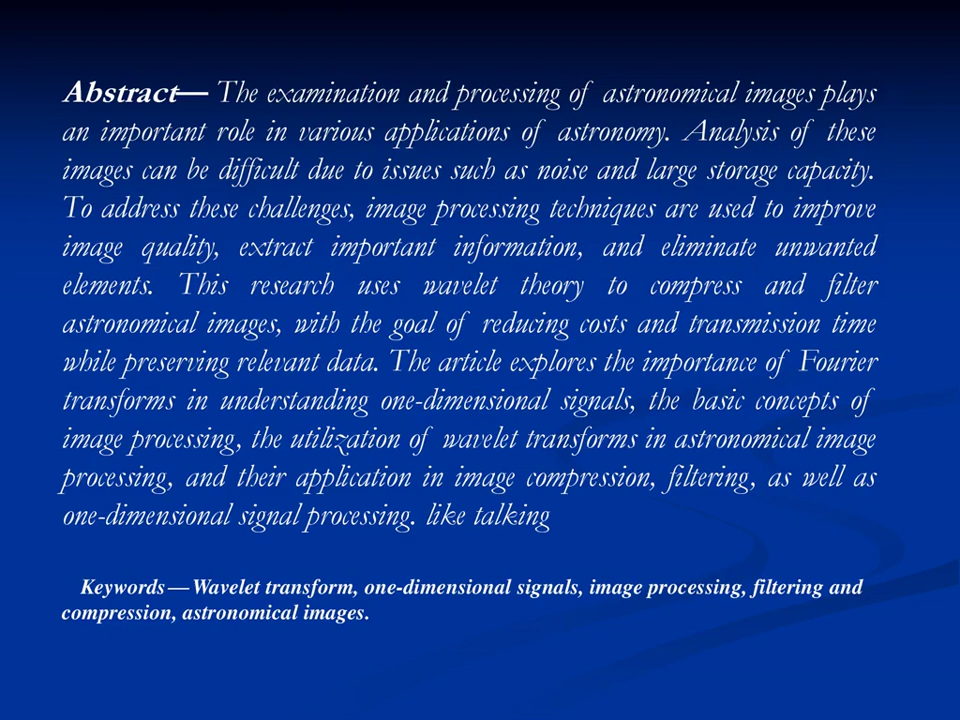 Abstract— The examination and processing of astronomical images plays
an important role in various applications of astronomy. Analysis of these
images can be difficult due to issues such as noise and large storage capacity.
To address these challenges, image processing techniques are used to improve
image quality, extract important information, and eliminate unwanted
elements. This research uses wavelet theory to compress and filter
astronomical images, with the goal of reducing costs and transmission time
while preserving relevant data. The article explores the importance of Fourier
transforms in understanding one-dimensional signals, the basic concepts of
image processing, the utilization of wavelet transforms in astronomical image
processing, and their application in image compression, filtering, as well as
one-dimensional signal processing. like talking
Keywords — Wavelet transform, one-dimensional signals, image processing, filtering and
compression, astronomical images.